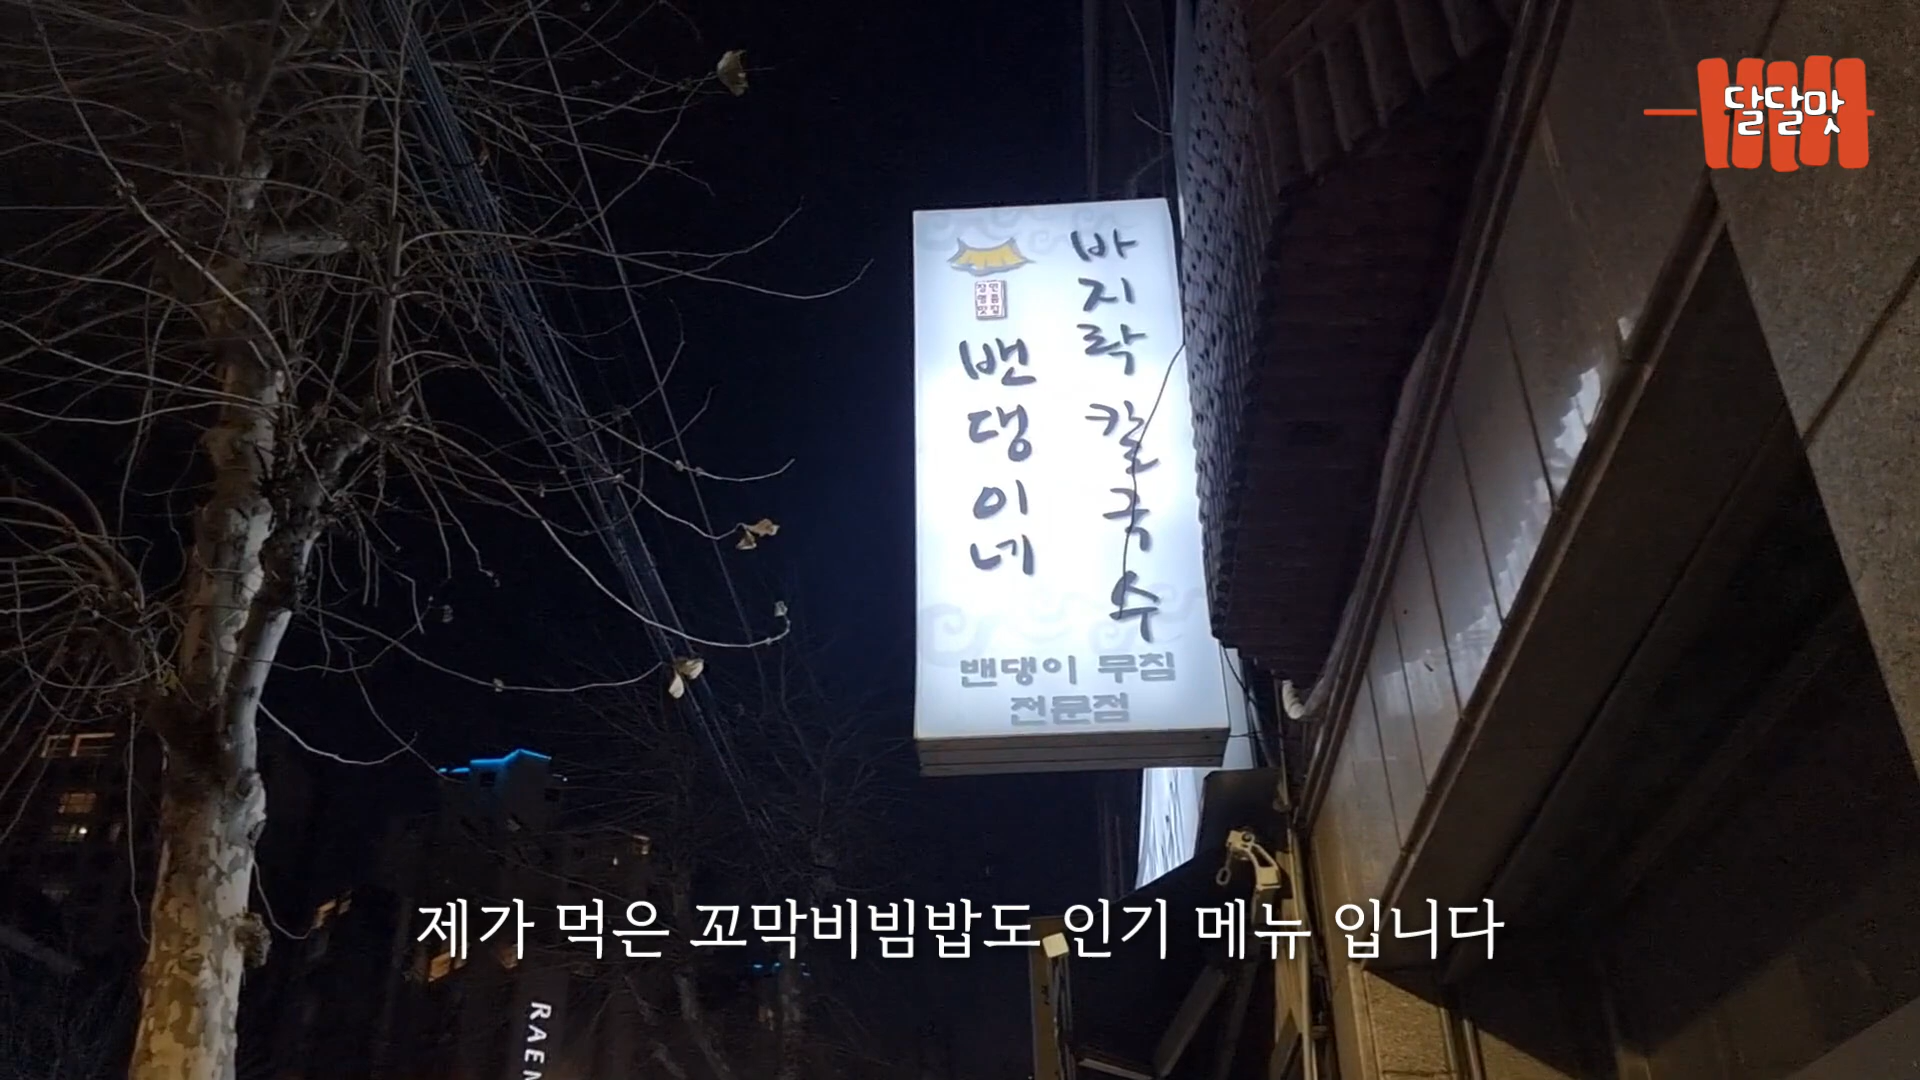 달달맛
바지락 칼국수
밴댕이네
밴댕이 무침
전문점
제가 먹은 꼬막비빔밥도 인기 메뉴 입니다
RAEM